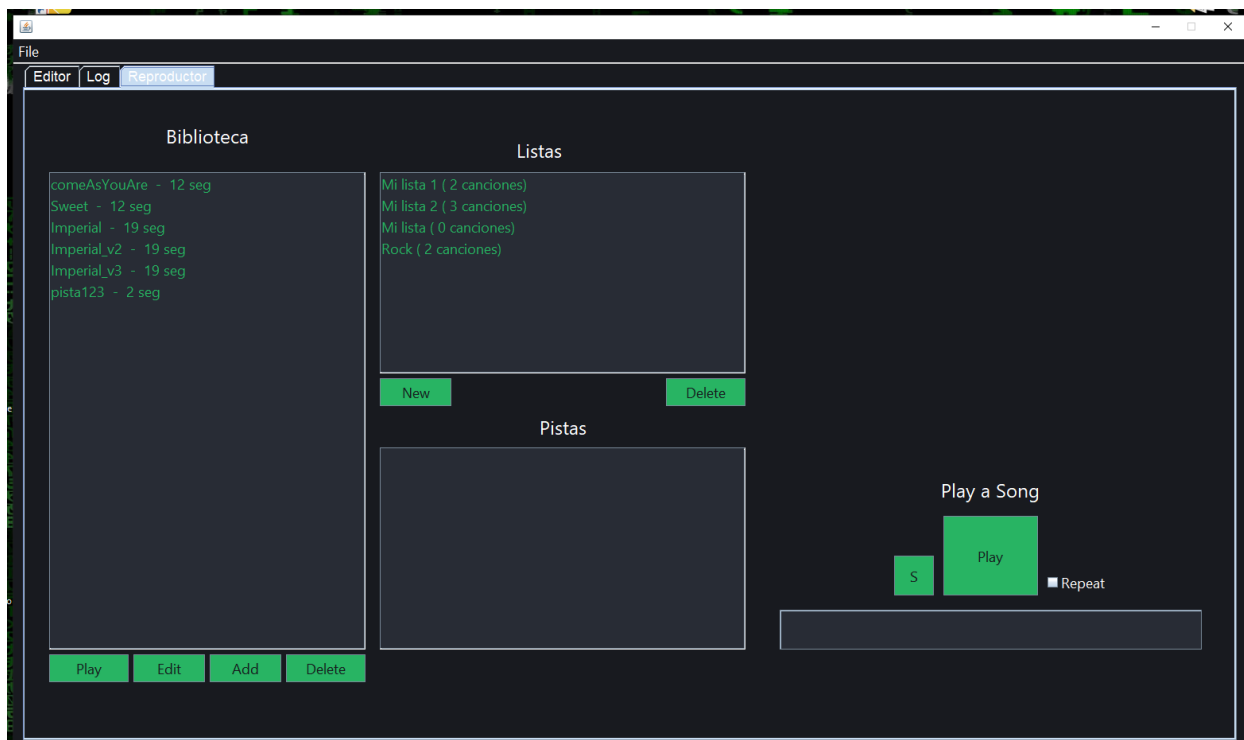 File
Editor Log Reproductor
Biblioteca
comeAsYouAre - 12 seg
Sweet - 12 seg
Imperial - 19 seg
Imperial_v2 - 19 seg
Imperial_v3 - 19 seg
pista123 - 2 seg
Play Edit Add Delete
Listas
Mi lista 1 ( 2 canciones)
Mi lista 2 ( 3 canciones)
Mi lista ( 0 canciones)
Rock ( 2 canciones)
New Delete
Pistas
Play a Song
S Play Repeat